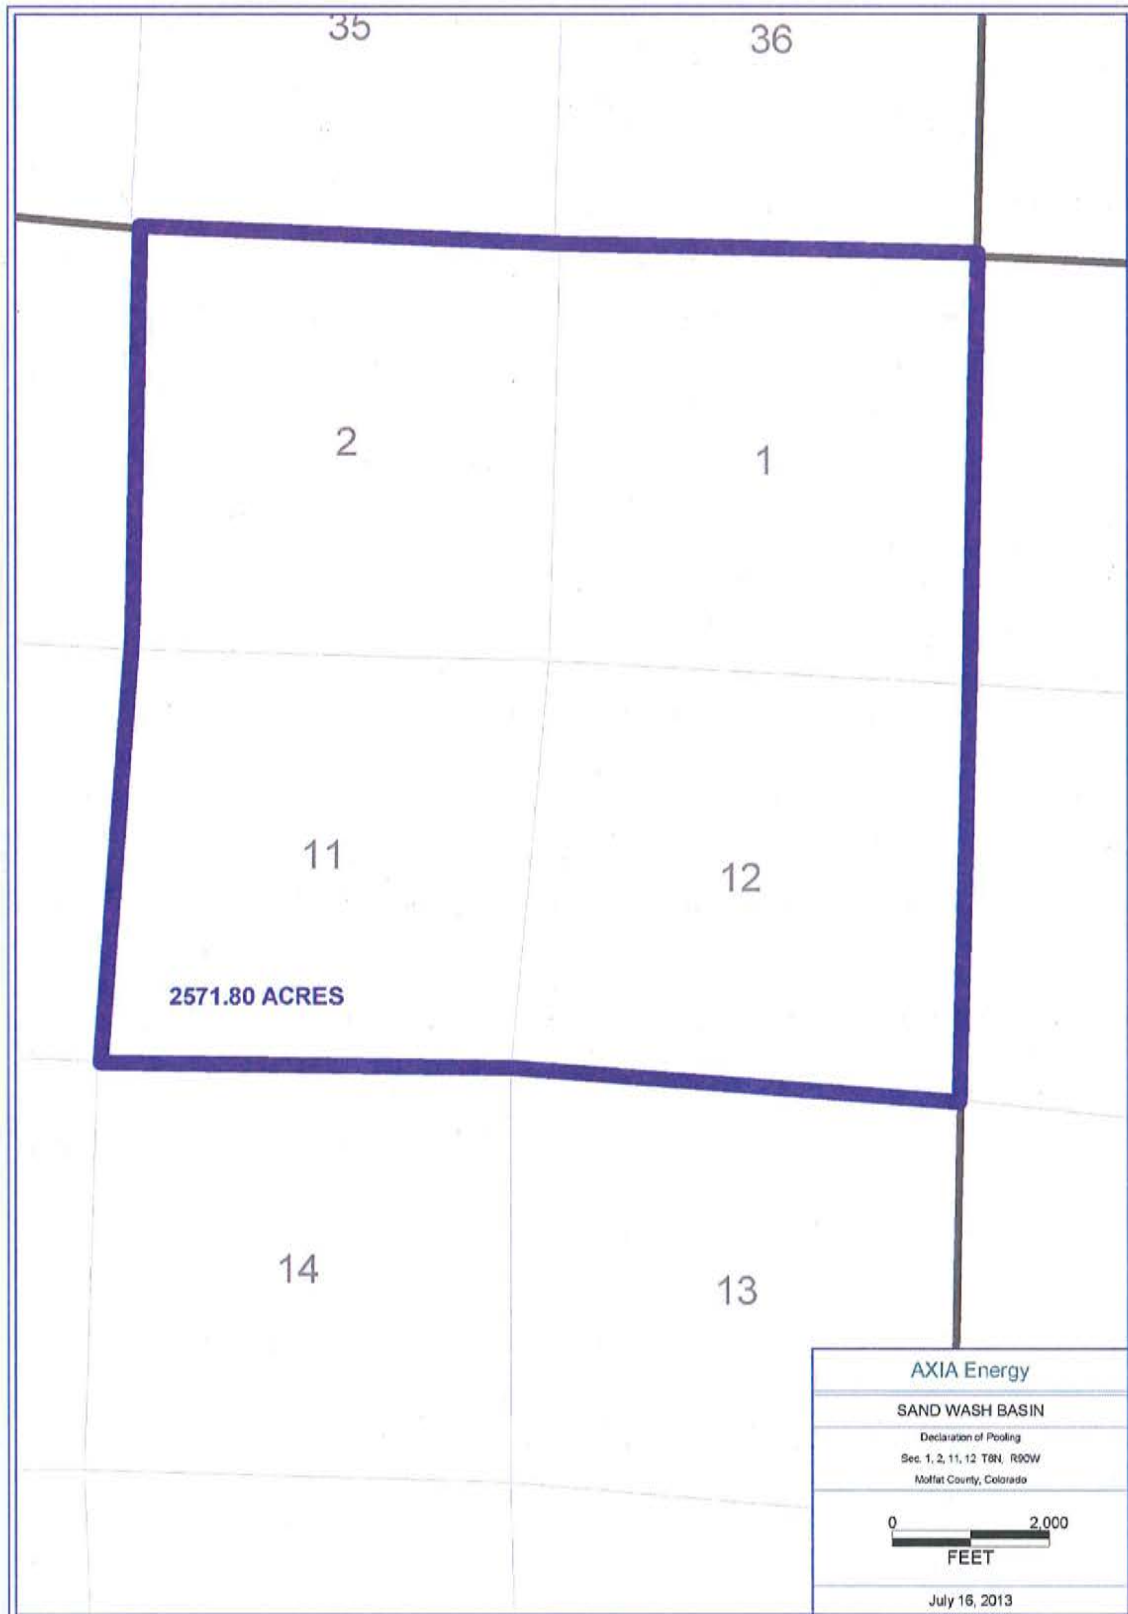 35
36
2
1
11
12
2571.80 ACRES
14
13
AXIA Energy
SAND WASH BASIN
Declaration of Pooling
Sec. 1, 2, 11, 12 R90W
Moffat County, Colorado
0 2,000
FEET
July 16, 2013